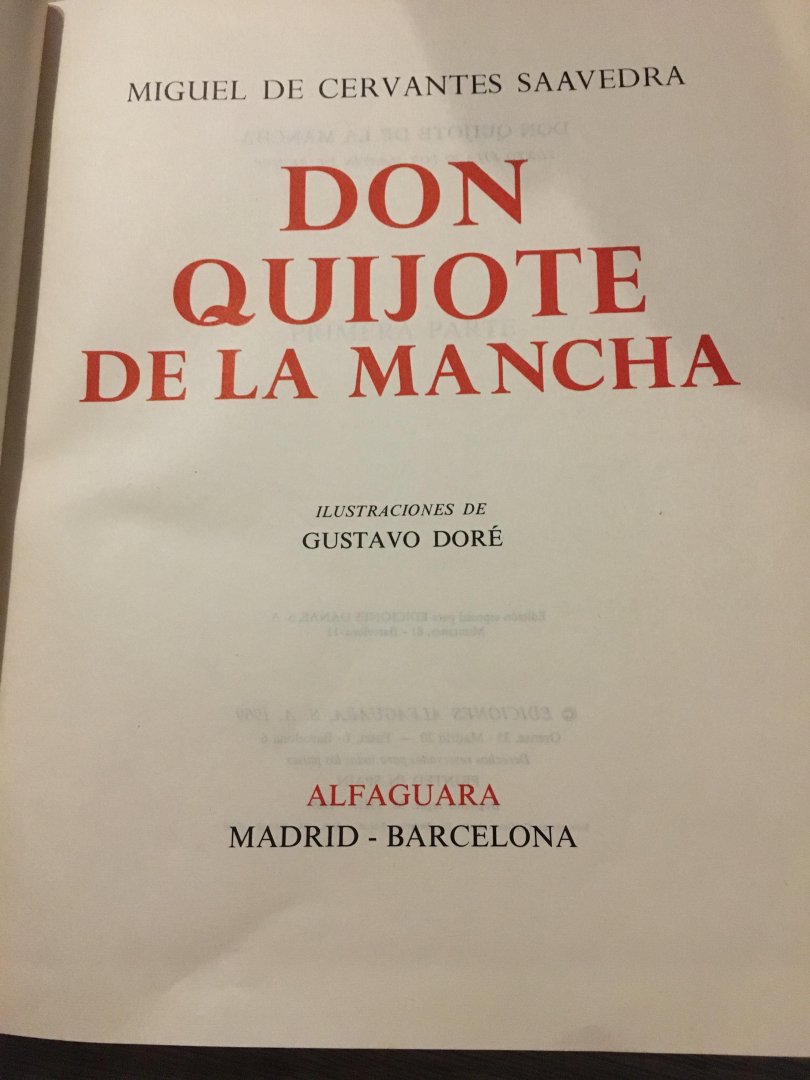 MIGUEL DE CERVANTES SAAVEDRA
DON
QUIJOTE
DE LA MANCHA
ILUSTRACIONES DE
GUSTAVO DORÉ
ALFAGUARA
MADRID - BARCELONA